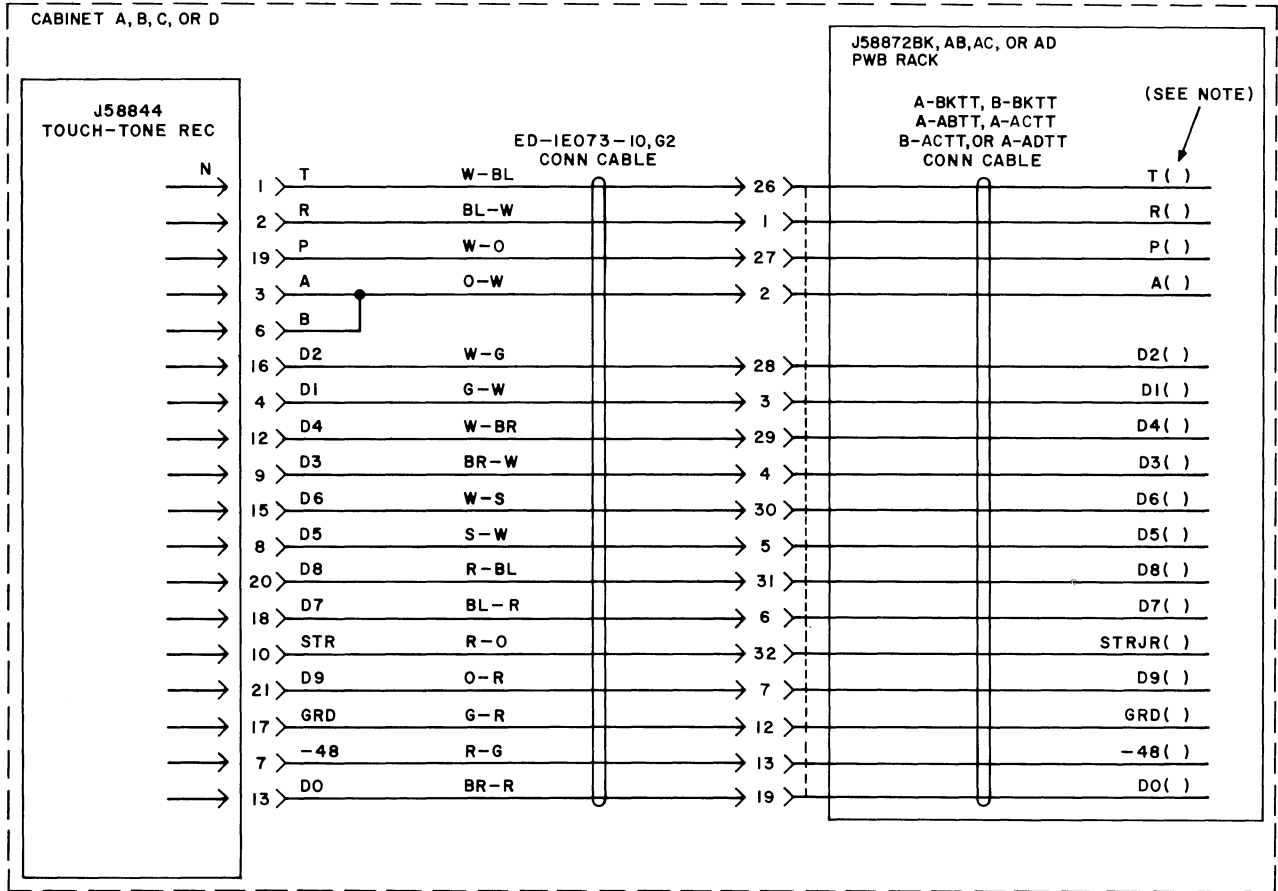 CABINET A, B, C, OR D
J58872BK, AB, AC, OR AD
PWB RACK
J58844
TOUCH-TONE REC
ED-1E073-10, G2
CONN CABLE
A-BKTT, B-BKTT
A-ABTT, A-ACTT
B-ACTT, OR A-ADTT
CONN CABLE
(SEE NOTE)
N
1 T W-BL 26 T( )
2 R BL-W 1 R( )
19 P W-O 27 P( )
3 A O-W 2 A( )
6 B
16 D2 W-G 28 D2( )
4 D1 G-W 3 D1( )
12 D4 W-BR 29 D4( )
9 D3 BR-W 4 D3( )
15 D6 W-S 30 D6( )
8 D5 S-W 5 D5( )
20 D8 R-BL 31 D8( )
18 D7 BL-R 6 D7( )
10 STR R-O 32 STRJR( )
21 D9 O-R 7 D9( )
17 GRD G-R 12 GRD( )
7 -48 R-G 13 -48( )
13 D0 BR-R 19 D0( )